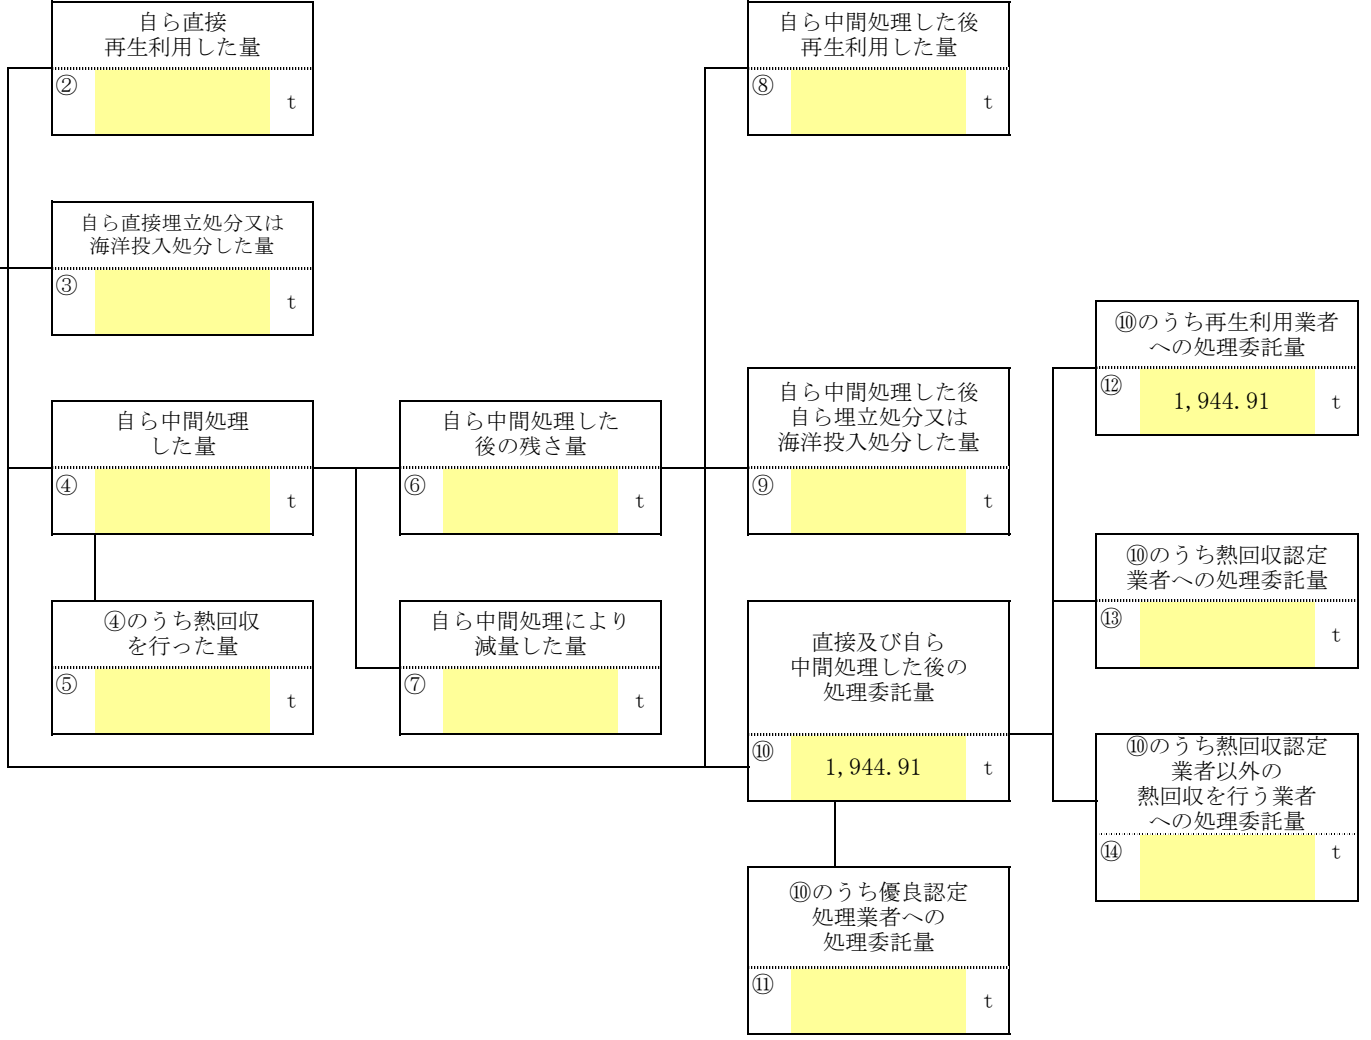 自ら直接
再生利用した量
②
t
自ら中間処理した後
再生利用した量
⑧
t
自ら直接埋立処分又は
海洋投入処分した量
③
t
⑩のうち再生利用業者
への処理委託量
⑫
1,944.91
t
自ら中間処理
した量
④
t
自ら中間処理した
後の残さ量
⑥
t
自ら中間処理した後
自ら埋立処分又は
海洋投入処分した量
⑨
t
⑩のうち熱回収認定
業者への処理委託量
⑬
t
④のうち熱回収
を行った量
⑤
t
自ら中間処理により
減量した量
⑦
t
直接及び自ら
中間処理した後の
処理委託量
⑩
1,944.91
t
⑩のうち熱回収認定
業者以外の
熱回収を行う業者
への処理委託量
⑭
t
⑩のうち優良認定
処理業者への
処理委託量
⑪
t